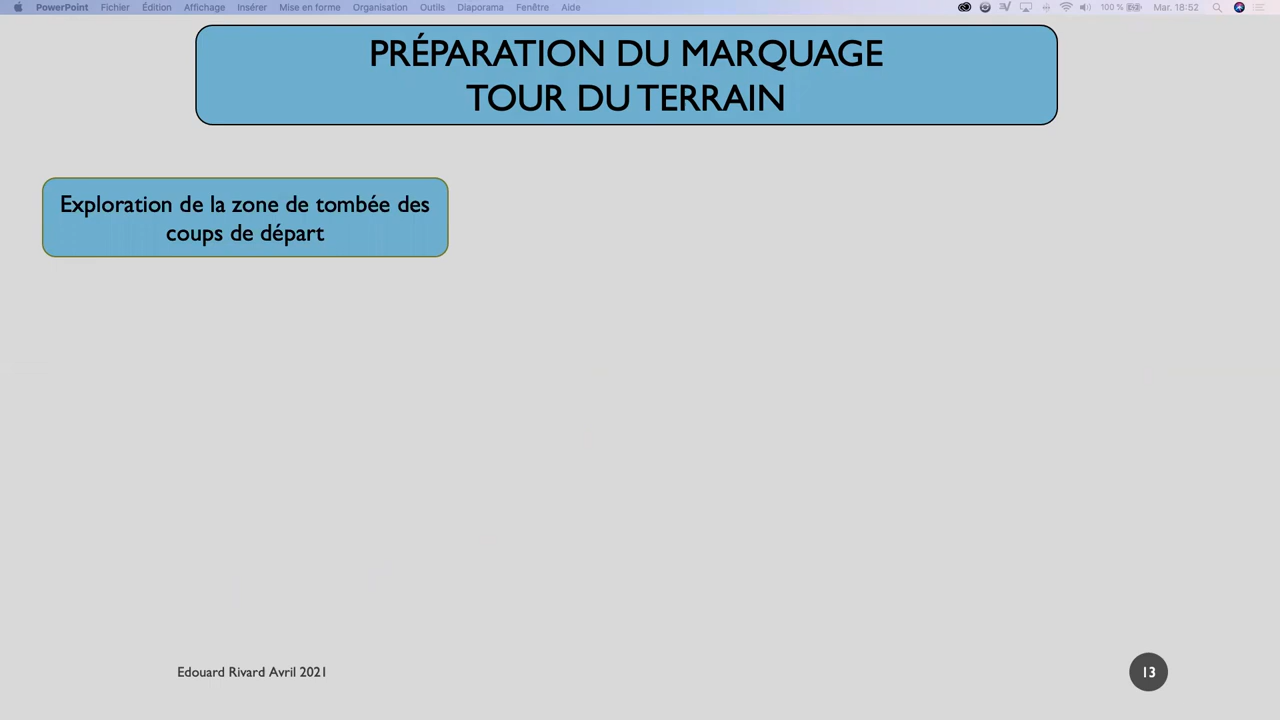 PowerPoint Fichier Édition Affichage Insérer Mise en forme Organisation Outils Diaporama Fenêtre Aide 100 % Mar. 18:52
PRÉPARATION DU MARQUAGE
TOUR DU TERRAIN
Exploration de la zone de tombée des
coups de départ
Edouard Rivard Avril 2021
13